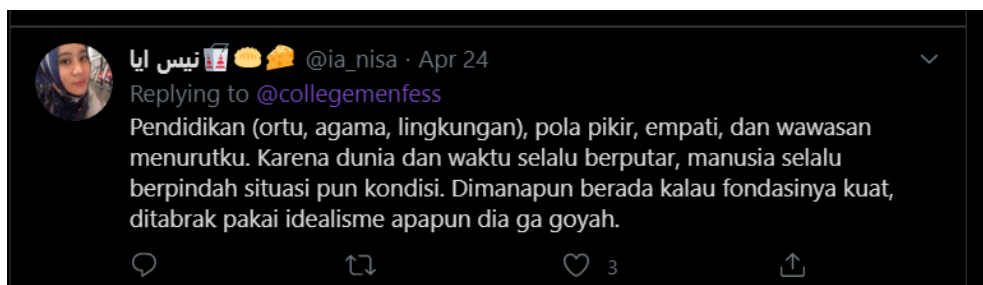 نيس ايا @ia_nisa · Apr 24
Replying to @collegemenfess
Pendidikan (ortu, agama, lingkungan), pola pikir, empati, dan wawasan
menurutku. Karena dunia dan waktu selalu berputar, manusia selalu
berpindah situasi pun kondisi. Dimanapun berada kalau fondasinya kuat,
ditabrak pakai idealisme apapun dia ga goyah.
3